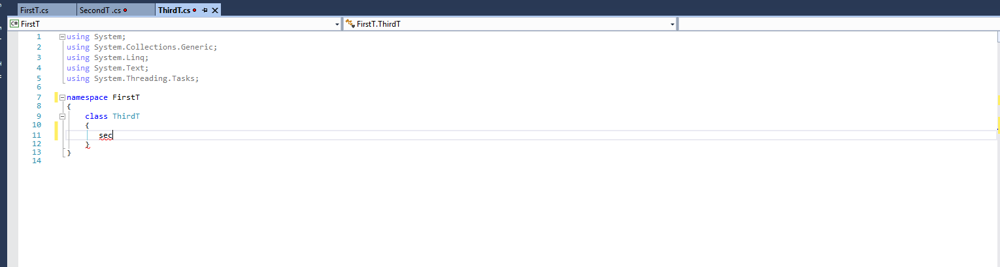 FirstT.cs SecondT .cs ThirdT.cs
C# FirstT FirstT.ThirdT
1 using System;
2 using System.Collections.Generic;
3 using System.Linq;
4 using System.Text;
5 using System.Threading.Tasks;
6
7 namespace FirstT
8 {
9 class ThirdT
10 {
11 sec
12 }
13 }
14